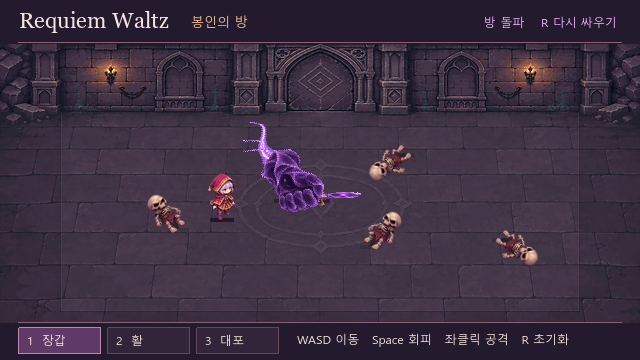 Requiem Waltz 봉인의 방 방 돌파 R 다시 싸우기
1 장갑 2 활 3 대포 WASD 이동 Space 회피 좌클릭 공격 R 초기화